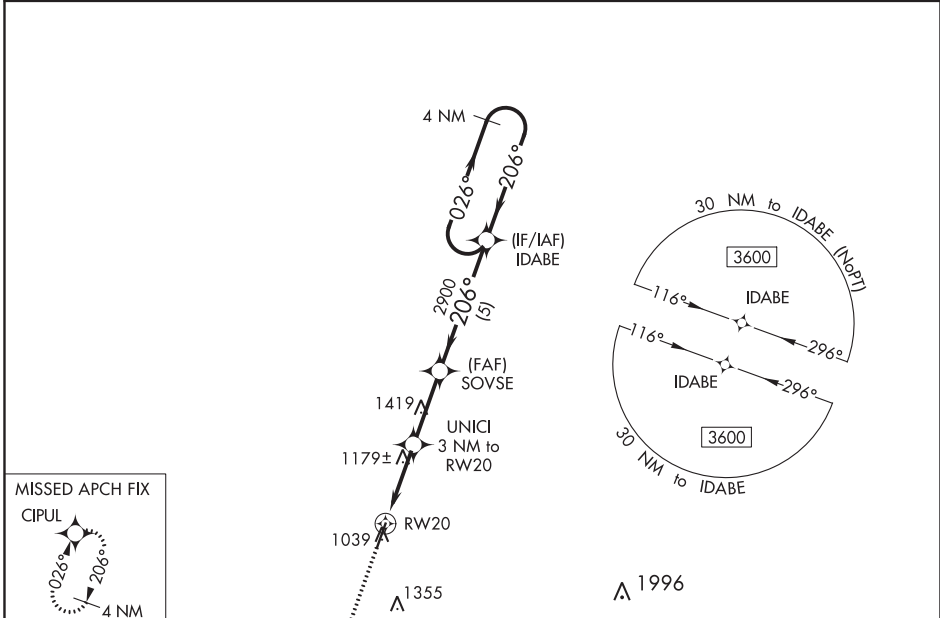 4 NM
026°
206°
(IF/IAF)
IDABE
2900
206°
(5)
(FAF)
SOVSE
1419
UNICI
3 NM to
RW20
1179±
RW20
1039
1355
1996
30 NM to IDABE (NoPT)
3600
116°
IDABE
296°
116°
IDABE
296°
3600
30 NM to IDABE
MISSED APCH FIX
CIPUL
026°
206°
4 NM